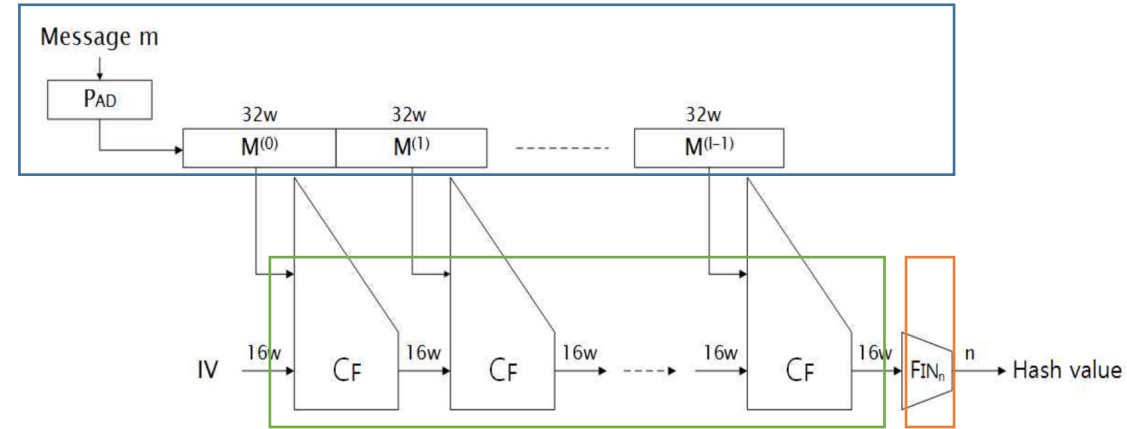 Message m
PAD
32w 32w 32w
M(0) M(1) M(l-1)
16w 16w 16w 16w 16w n
IV CF CF CF FINn Hash value